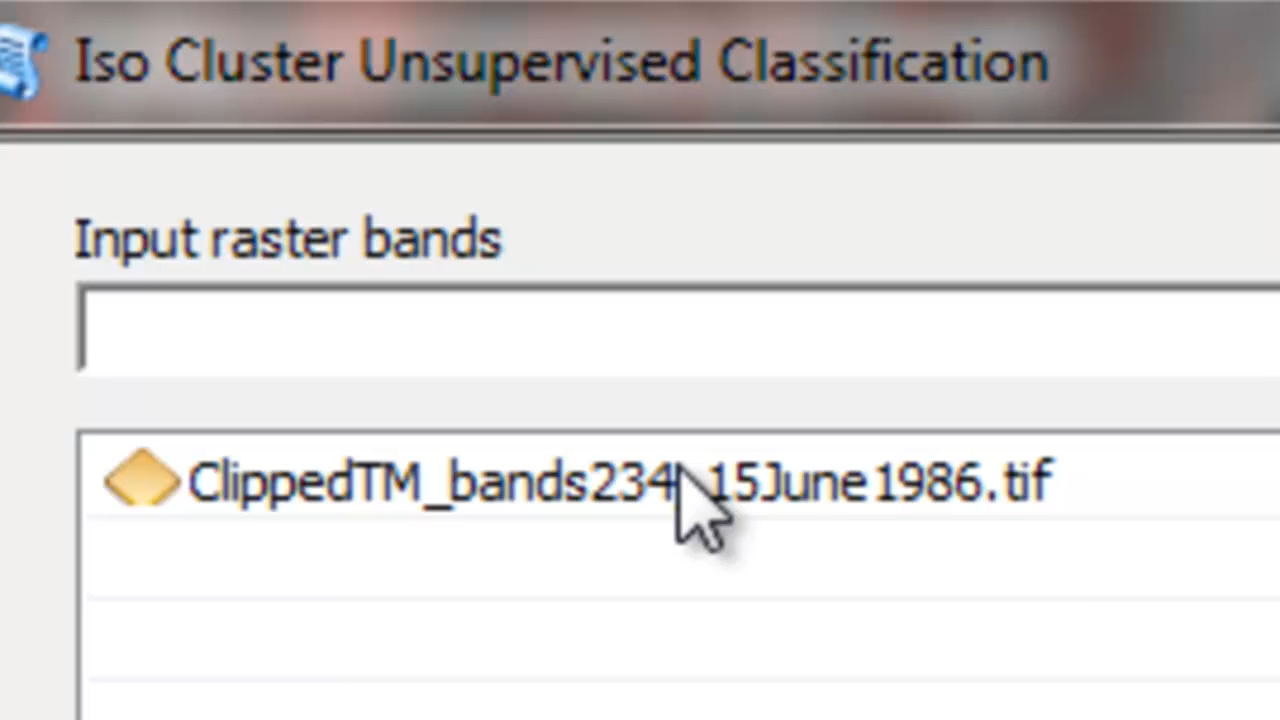 Iso Cluster Unsupervised Classification
Input raster bands
ClippedTM_bands234_15June1986.tif